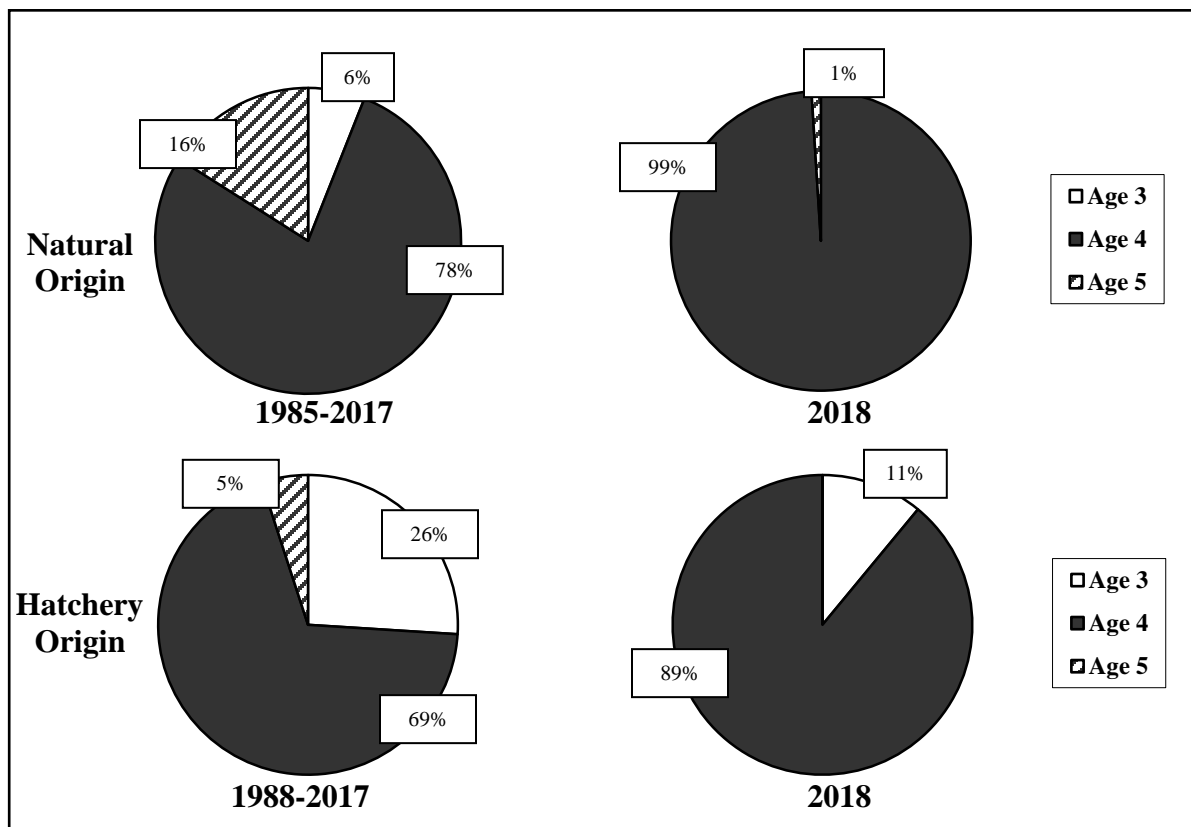 6%
16%
78%
Natural
Origin
1985-2017
1%
99%
2018
Age 3
Age 4
Age 5
5%
26%
69%
Hatchery
Origin
1988-2017
11%
89%
2018
Age 3
Age 4
Age 5